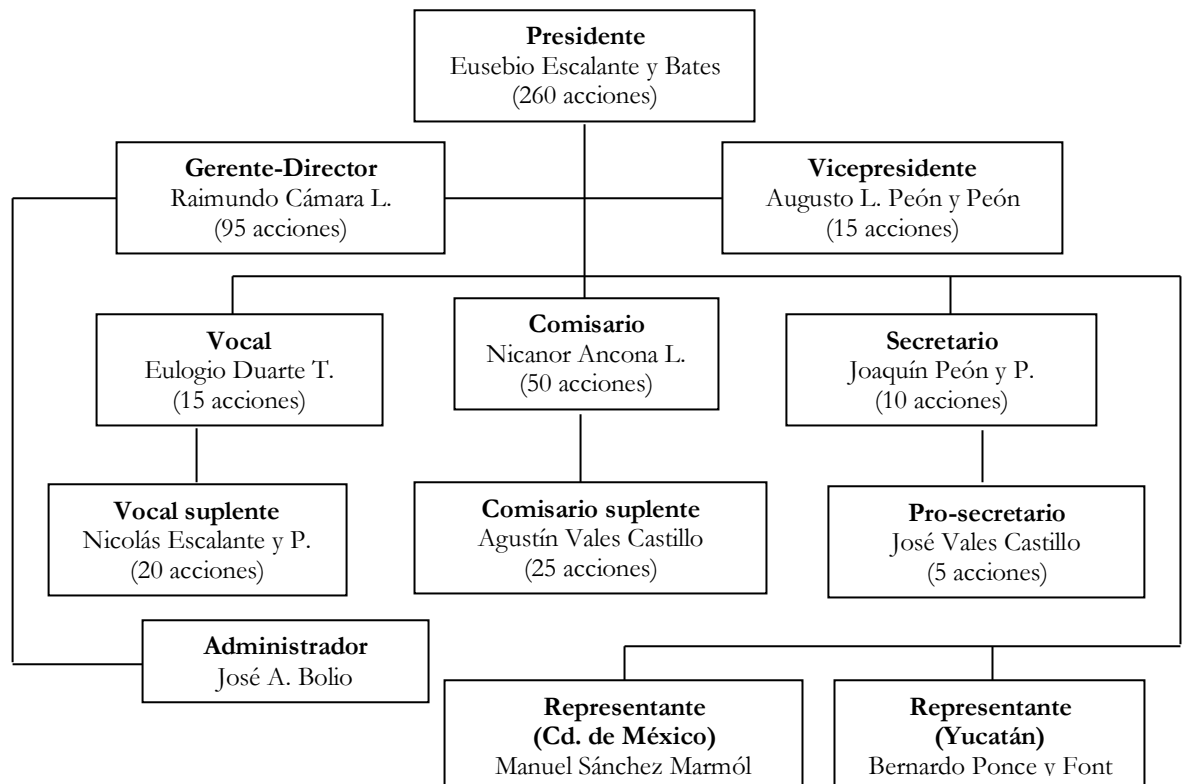 Presidente
Eusebio Escalante y Bates
(260 acciones)
Gerente-Director
Raimundo Cámara L.
(95 acciones)
Vicepresidente
Augusto L. Peón y Peón
(15 acciones)
Vocal
Eulogio Duarte T.
(15 acciones)
Comisario
Nicanor Ancona L.
(50 acciones)
Secretario
Joaquín Peón y P.
(10 acciones)
Vocal suplente
Nicolás Escalante y P.
(20 acciones)
Comisario suplente
Agustín Vales Castillo
(25 acciones)
Pro-secretario
José Vales Castillo
(5 acciones)
Administrador
José A. Bolio
Representante
(Cd. de México)
Manuel Sánchez Marmól
Representante
(Yucatán)
Bernardo Ponce y Font